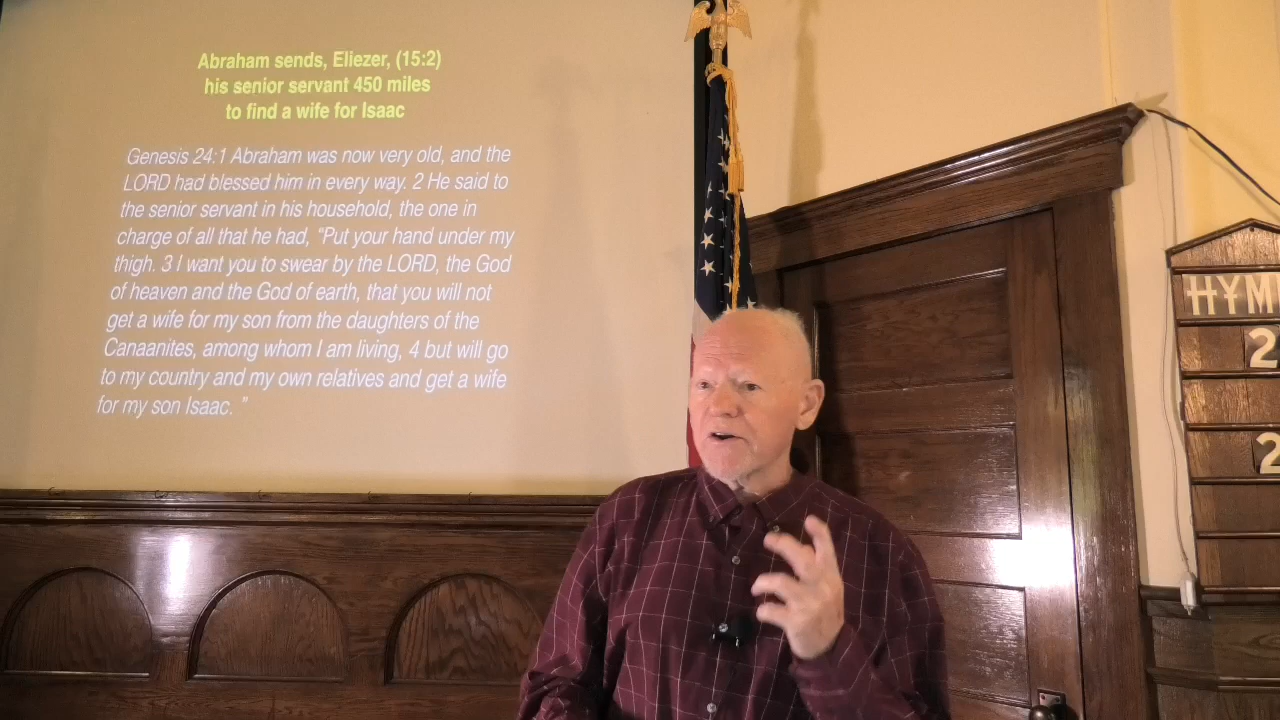 Abraham sends, Eliezer, (15:2)
his senior servant 450 miles
to find a wife for Isaac
Genesis 24:1 Abraham was now very old, and the
LORD had blessed him in every way. 2 He said to
the senior servant in his household, the one in
charge of all that he had, “Put your hand under my
thigh. 3 I want you to swear by the LORD, the God
of heaven and the God of earth, that you will not
get a wife for my son from the daughters of the
Canaanites, among whom I am living, 4 but will go
to my country and my own relatives and get a wife
for my son Isaac. ”
HYM
2
2